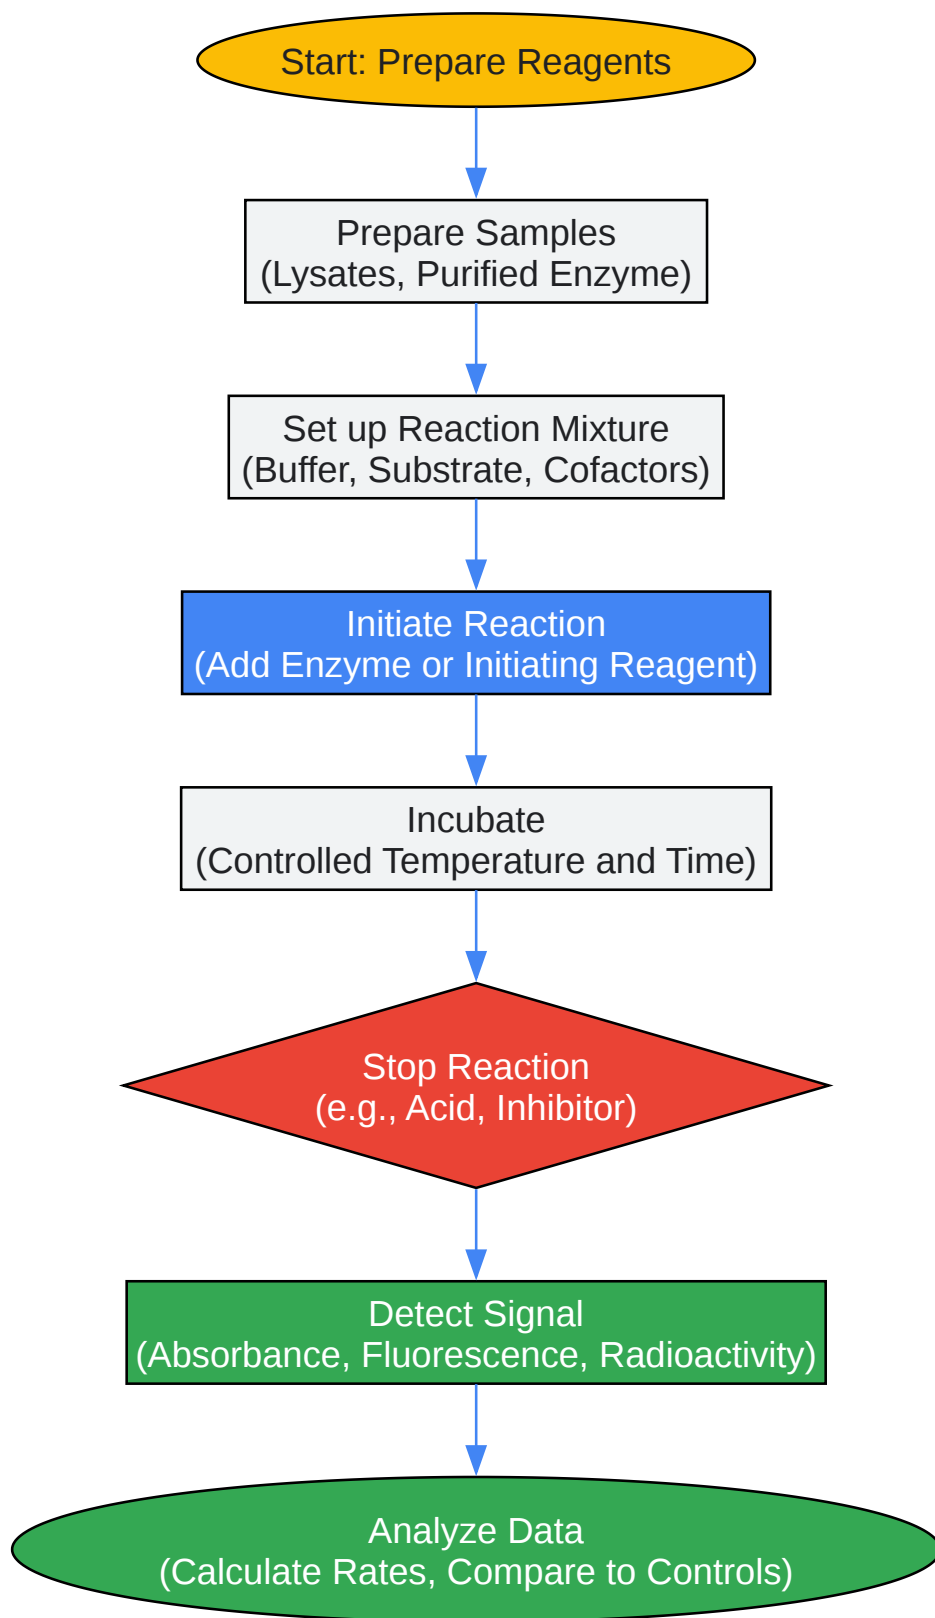 Start: Prepare Reagents
Prepare Samples
(Lysates, Purified Enzyme)
Set up Reaction Mixture
(Buffer, Substrate, Cofactors)
Initiate Reaction
(Add Enzyme or Initiating Reagent)
Incubate
(Controlled Temperature and Time)
Stop Reaction
(e.g., Acid, Inhibitor)
Detect Signal
(Absorbance, Fluorescence, Radioactivity)
Analyze Data
(Calculate Rates, Compare to Controls)